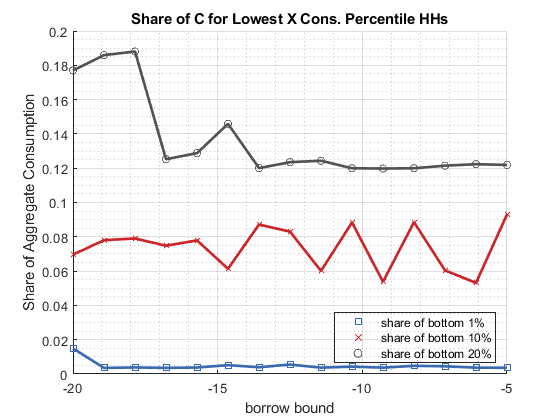 Share of C for Lowest X Cons. Percentile HHs
Share of Aggregate Consumption
0.2
0.18
0.16
0.14
0.12
0.1
0.08
0.06
0.04
0.02
0
-20
-15
-10
-5
borrow bound
share of bottom 1%
share of bottom 10%
share of bottom 20%